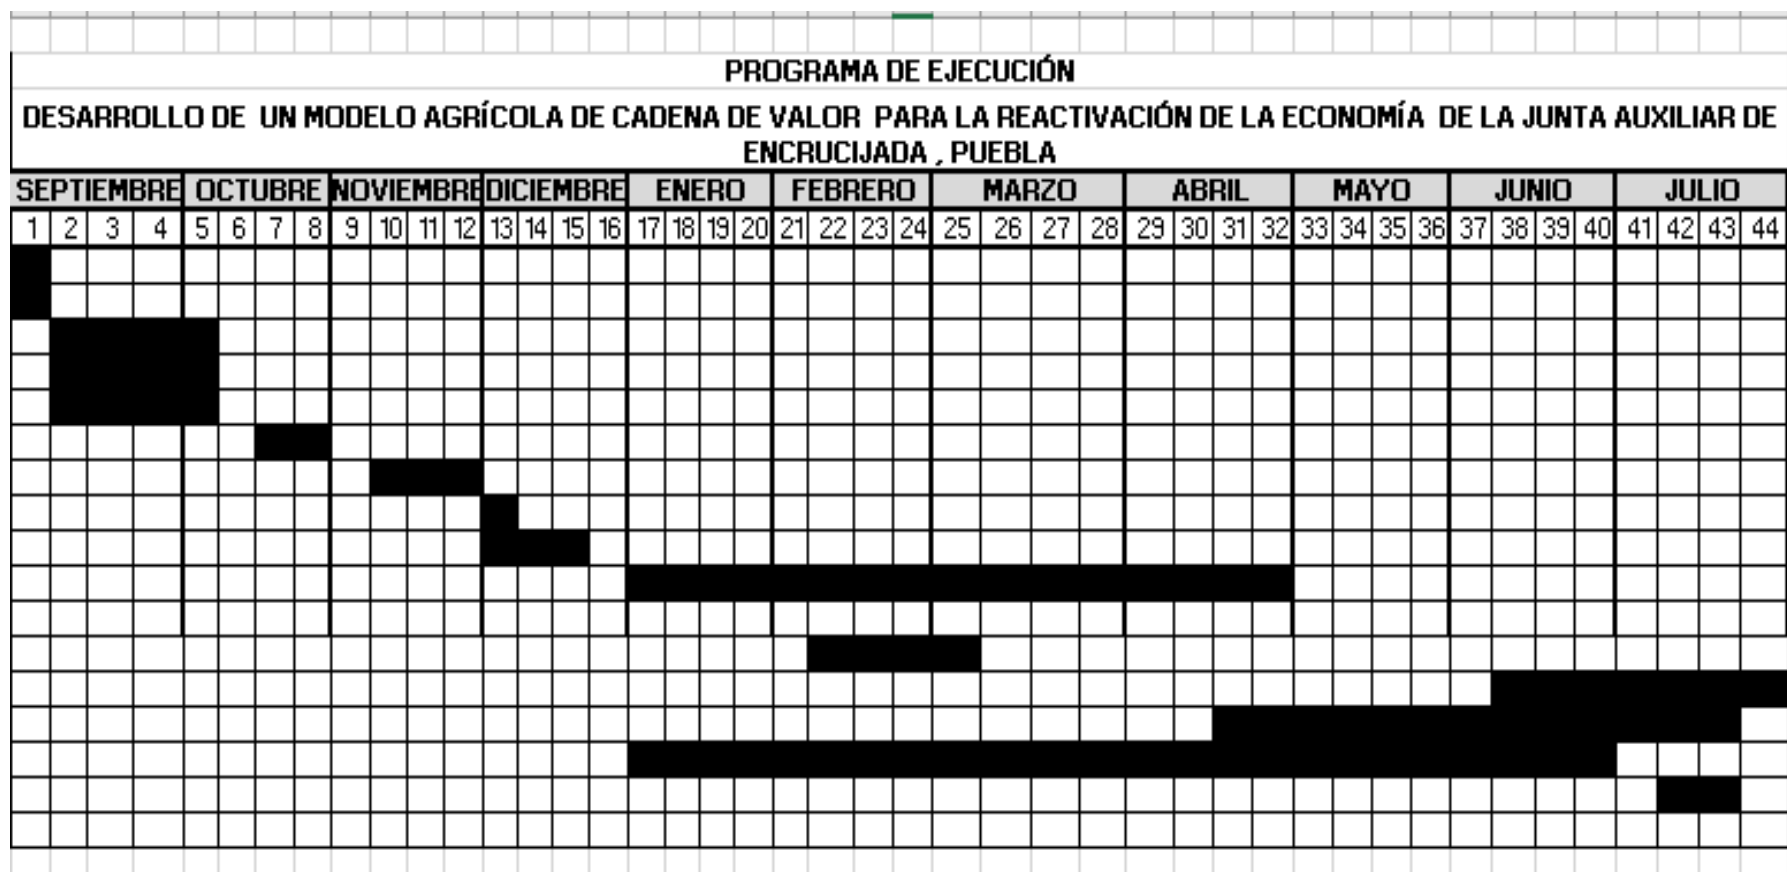 PROGRAMA DE EJECUCIÓN
DESARROLLO DE UN MODELO AGRÍCOLA DE CADENA DE VALOR PARA LA REACTIVACIÓN DE LA ECONOMÍA DE LA JUNTA AUXILIAR DE
ENCRUCIJADA , PUEBLA
SEPTIEMBRE OCTUBRE NOVIEMBRE DICIEMBRE ENERO FEBRERO MARZO ABRIL MAYO JUNIO JULIO
1 2 3 4 5 6 7 8 9 10 11 12 13 14 15 16 17 18 19 20 21 22 23 24 25 26 27 28 29 30 31 32 33 34 35 36 37 38 39 40 41 42 43 44